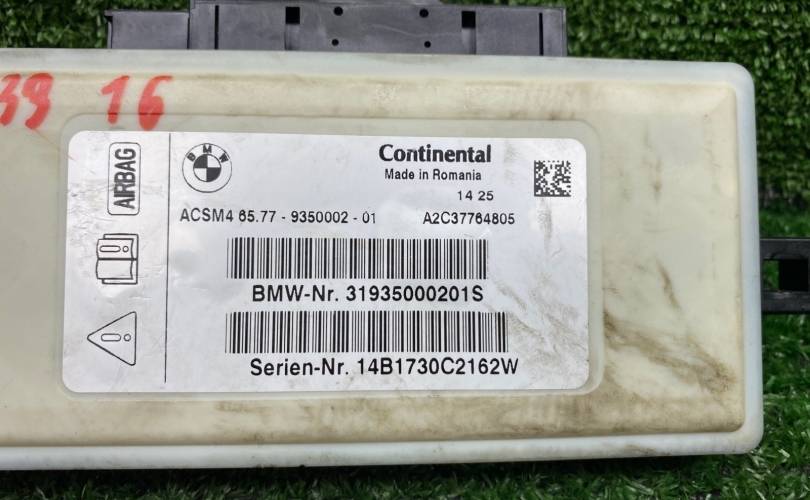 39 16
AIRBAG
BMW
Continental
Made in Romania
14 25
ACSM4 65.77 - 9350002 - 01 A2C37764805
BMW-Nr. 31935000201S
Serien-Nr. 14B1730C2162W